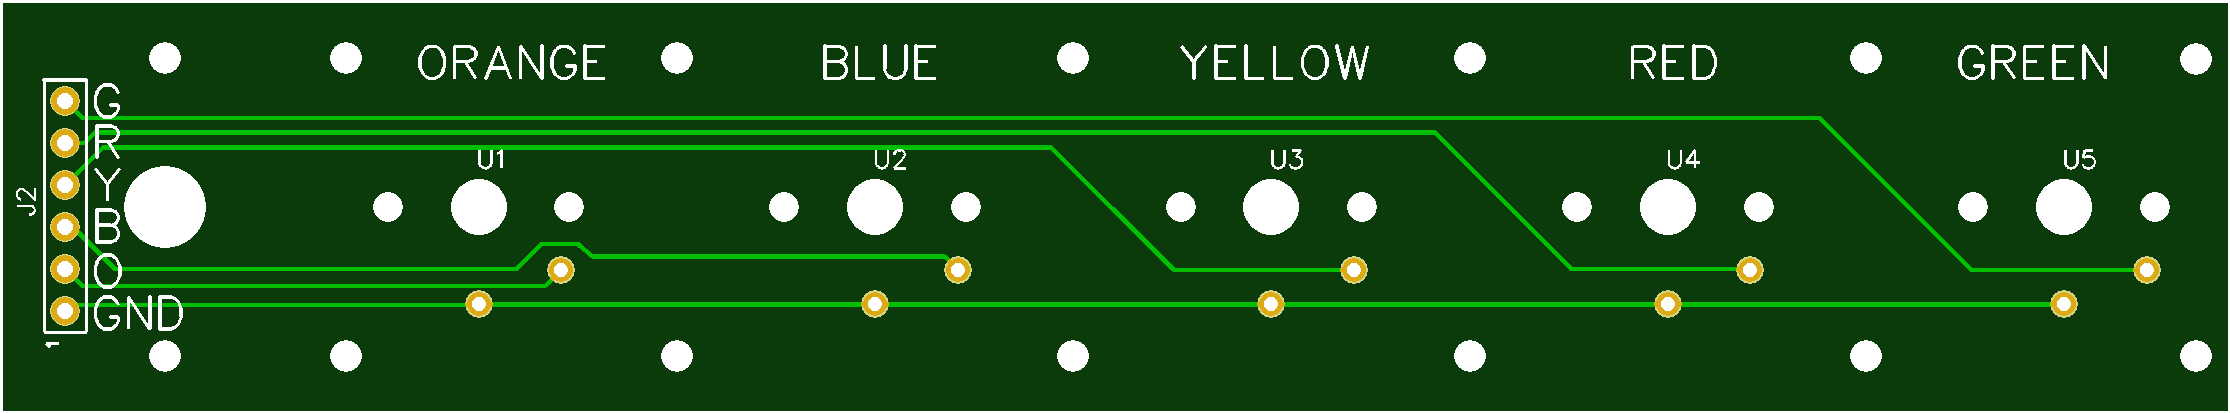 ORANGE BLUE YELLOW RED GREEN
G
R
U1 U2 U3 U4 U5
Y
J2
B
O
GND
1